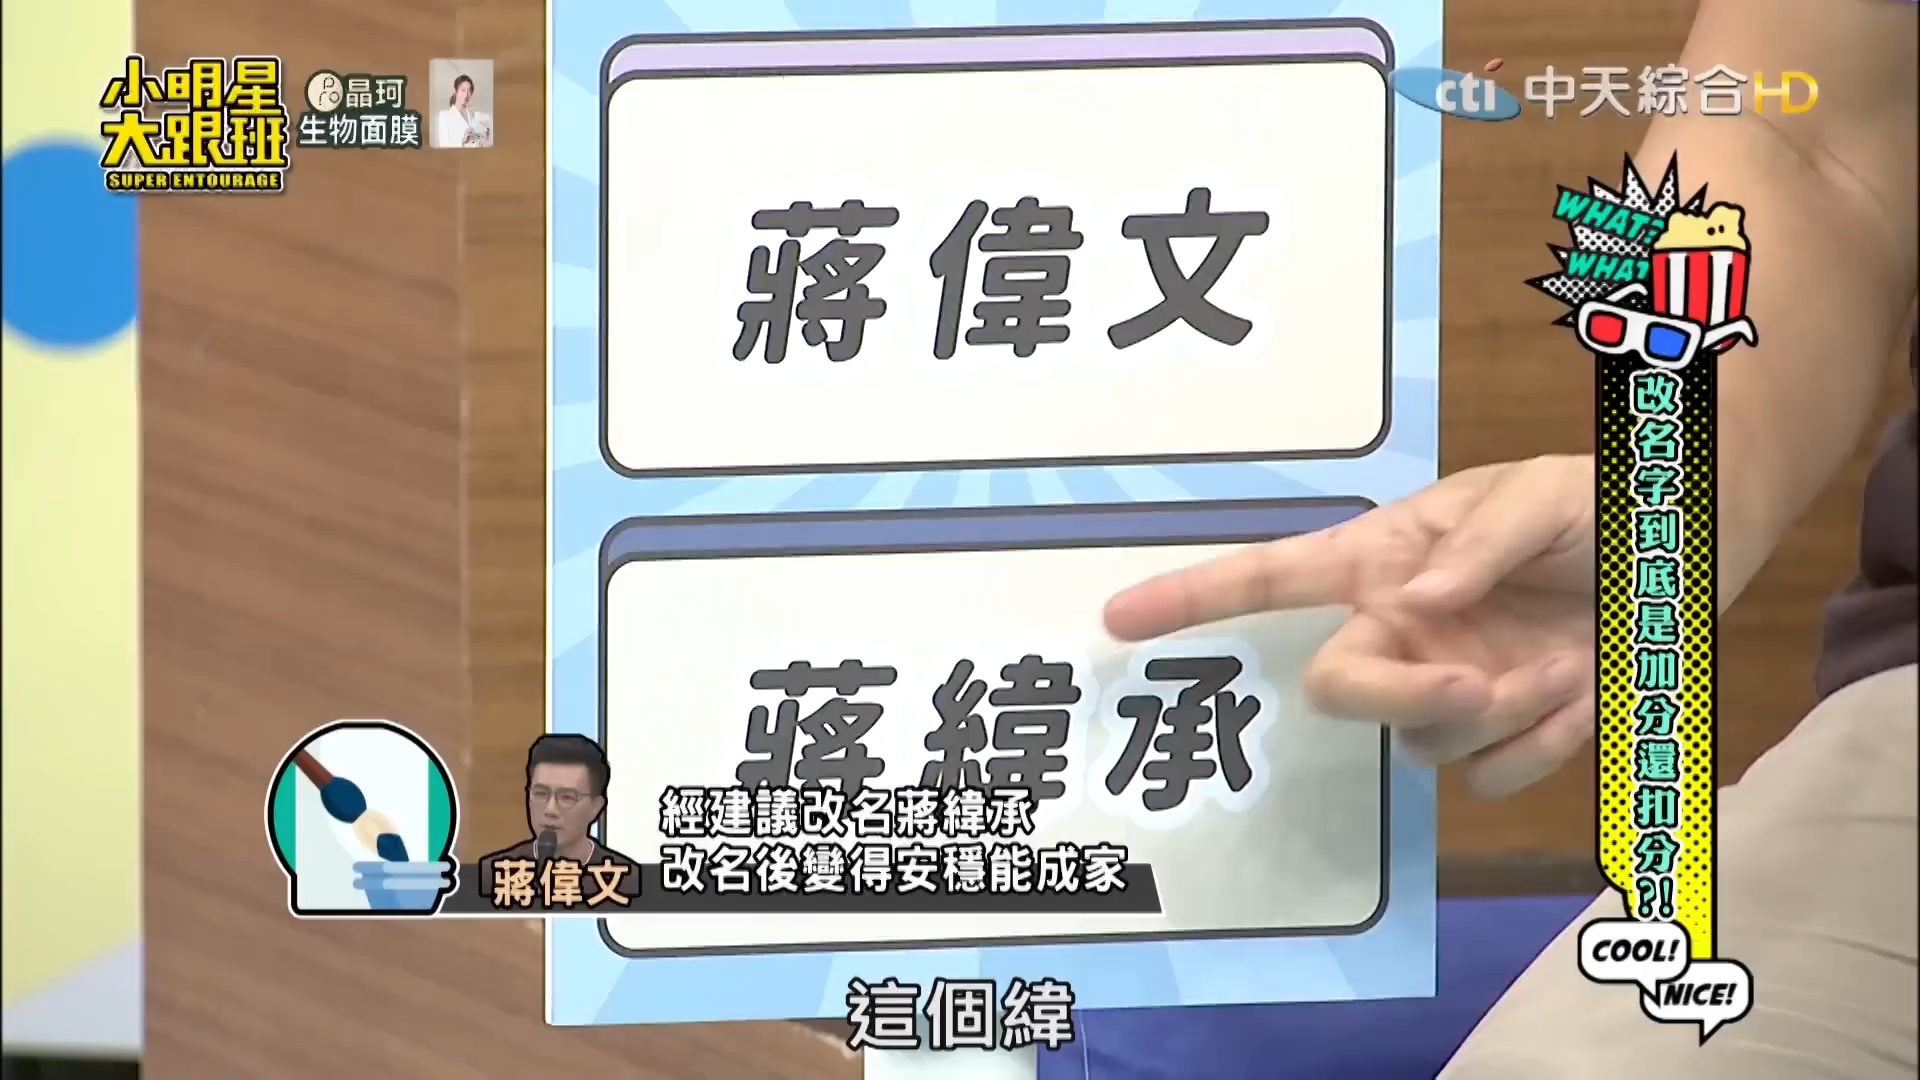 小明星
大跟班
SUPER ENTOURAGE
Pro 晶珂
生物面膜
cti 中天綜合HD
蔣偉文
蔣緯承
WHAT?
WHAT
改名字到底是加分還扣分?!
COOL!
NICE!
蔣偉文
經建議改名蔣緯承
改名後變得安穩能成家
這個緯